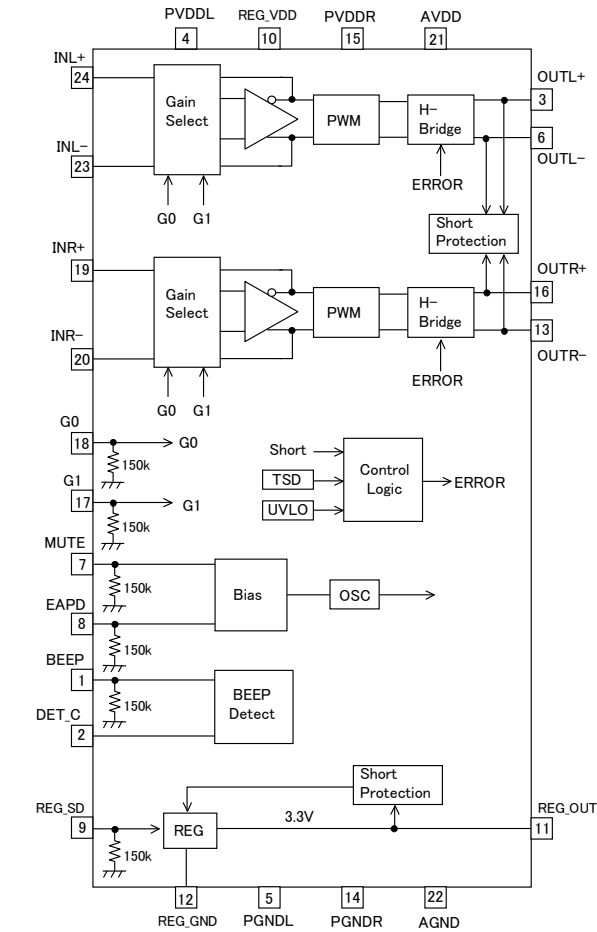 PVDDL REG_VDD PVDDR AVDD
4 10 15 21
INL+
24
OUTL+
3
Gain
Select
PWM
H-
Bridge
6
OUTL-
INL-
23
ERROR
G0 G1
Short
Protection
INR+
19
OUTR+
16
Gain
Select
PWM
H-
Bridge
13
OUTR-
INR-
20
ERROR
G0 G1
G0
18
G0
150k
G1
17
G1
150k
Short
TSD
UVLO
Control
Logic
ERROR
MUTE
7
150k
Bias
OSC
EAPD
8
150k
BEEP
1
150k
BEEP
Detect
DET_C
2
Short
Protection
REG_SD
9
REG
3.3V
REG_OUT
11
150k
12 5 14 22
REG_GND PGNDL PGNDR AGND